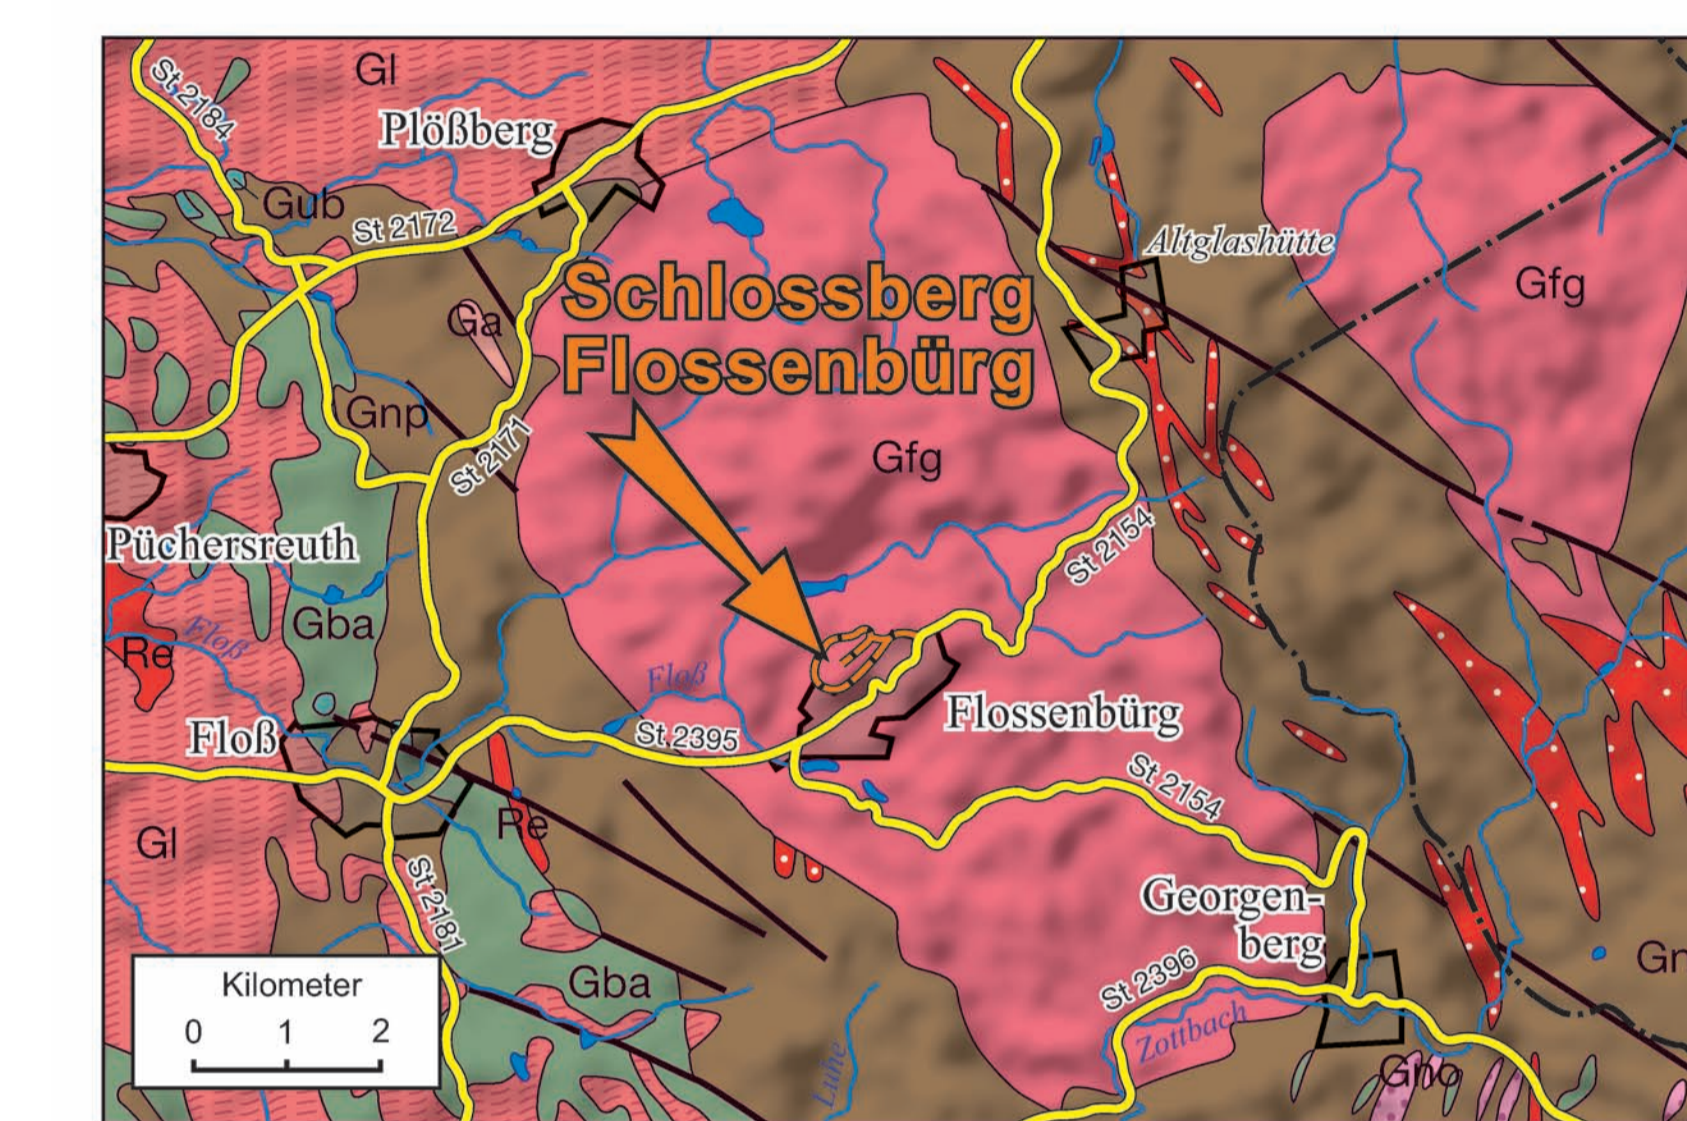 Gl
St 2184
Plößberg
Gub
St 2172
Altglashütte
Gfg
Schlossberg
Flossenbürg
Ga
Gnp
St 2171
Gfg
St 2154
Püchersreuth
Gba
Floß
Re
Floß
Floß
St 2395
Flossenbürg
St 2154
Re
Gl
St 2181
Georgen-
berg
St 2396
Gba
Zottbach
Luhe
Kilometer
0 1 2